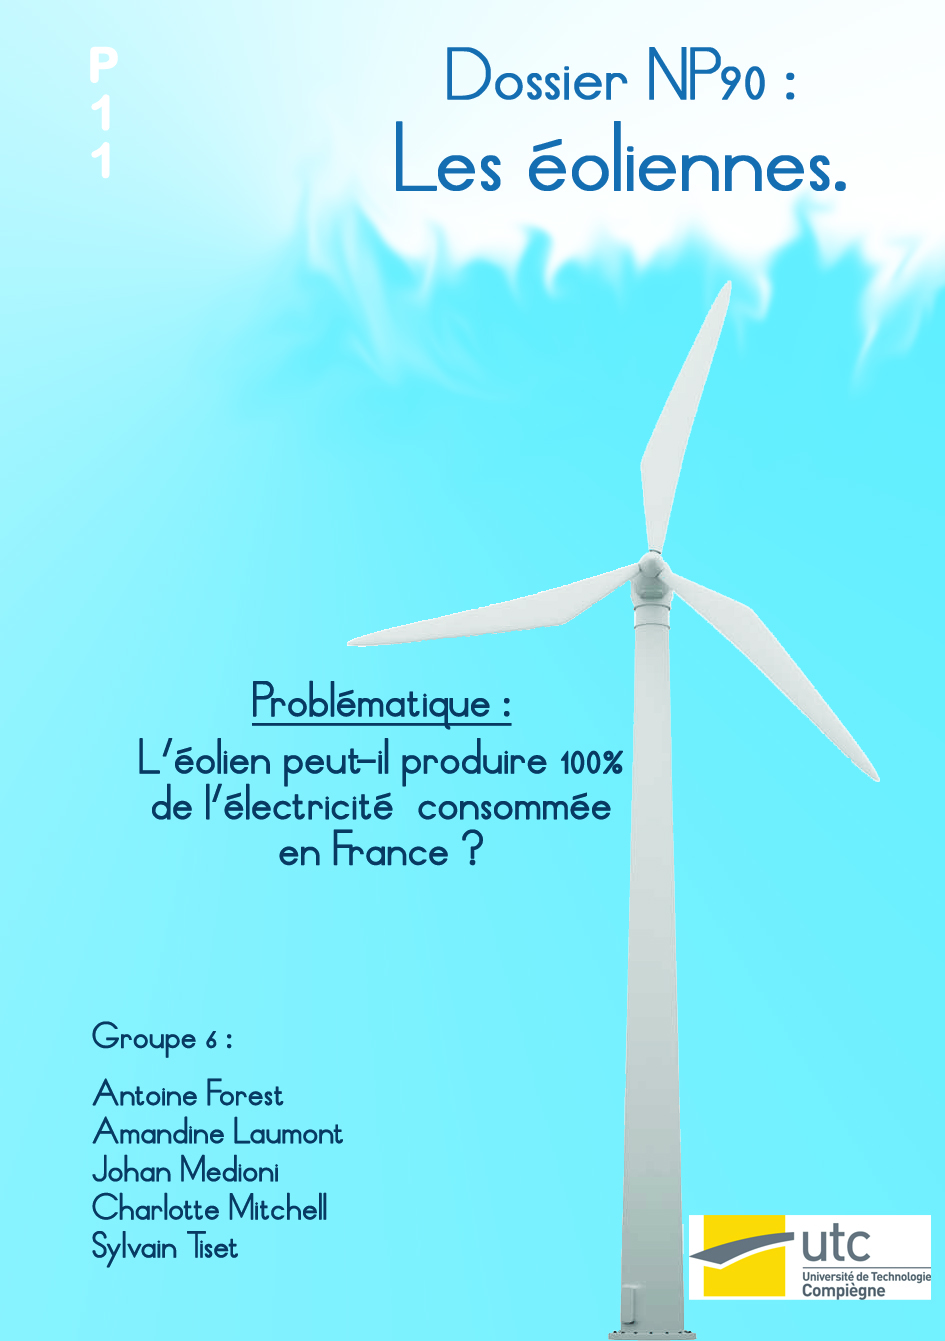 P
1
1
Dossier NP90 :
Les éoliennes.
Problématique :
L'éolien peut-il produire 100%
de l'électricité consommée
en France ?
Groupe 6 :
Antoine Forest
Amandine Laumont
Johan Medioni
Charlotte Mitchell
Sylvain Tiset
utc
Université de Technologie
Compiègne